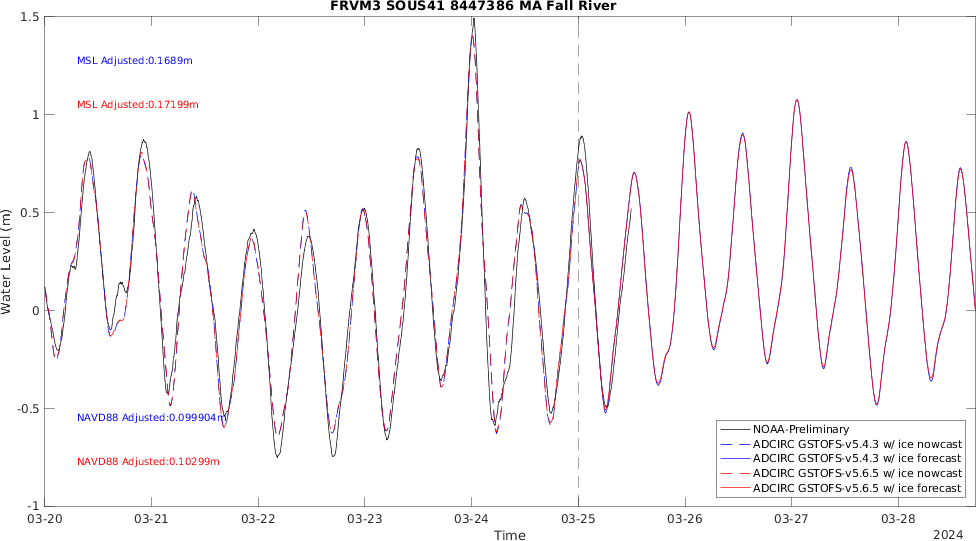 FRVM3 SOUS41 8447386 MA Fall River
1.5
MSL Adjusted:0.1689m
MSL Adjusted:0.17199m
1
0.5
Water Level (m)
0
-0.5
NAVD88 Adjusted:0.099904m
NAVD88 Adjusted:0.10299m
NOAA-Preliminary
ADCIRC GSTOFS-v5.4.3 w/ ice nowcast
ADCIRC GSTOFS-v5.4.3 w/ ice forecast
ADCIRC GSTOFS-v5.6.5 w/ ice nowcast
ADCIRC GSTOFS-v5.6.5 w/ ice forecast
-1
03-20 03-21 03-22 03-23 03-24 03-25 03-26 03-27 03-28
Time
2024